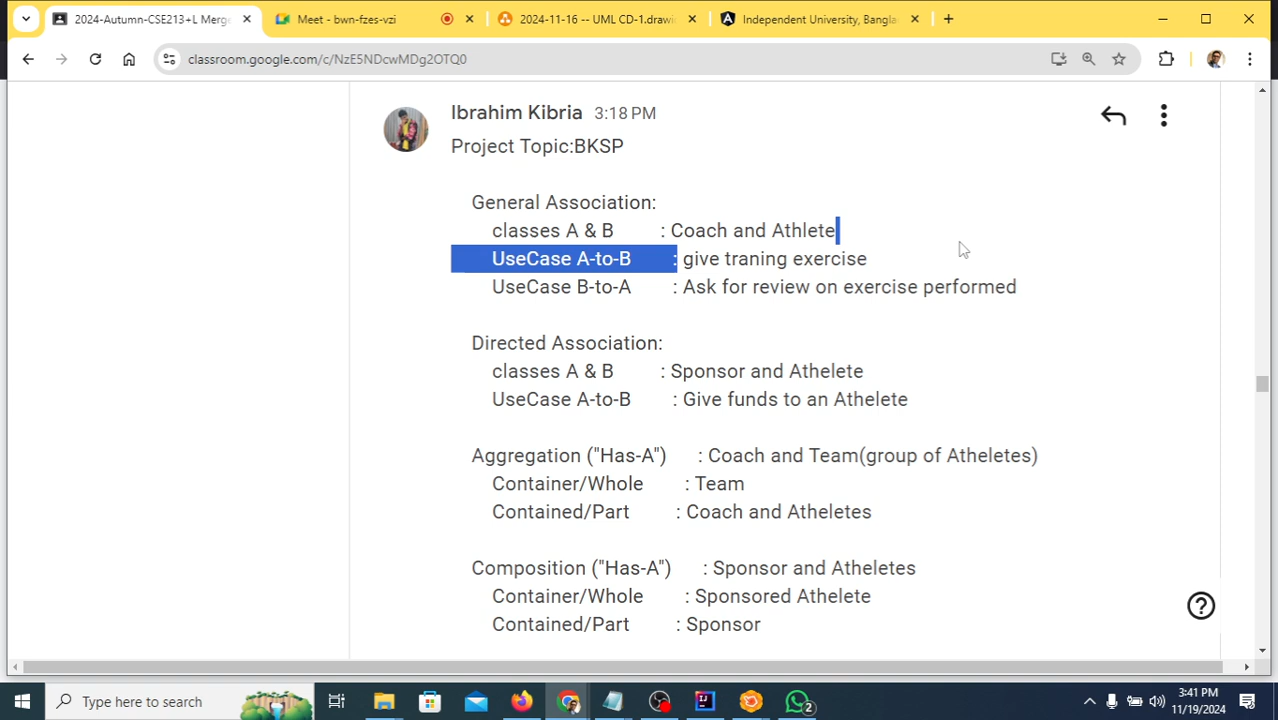 2024-Autumn-CSE213+L Merge
Meet - bwn-fzes-vzi
2024-11-16 -- UML CD-1.drawi
Independent University, Bangla
classroom.google.com/c/NzE5NDcwMDg2OTQ0
Ibrahim Kibria 3:18 PM
Project Topic:BKSP
General Association:
classes A & B : Coach and Athlete
UseCase A-to-B : give traning exercise
UseCase B-to-A : Ask for review on exercise performed
Directed Association:
classes A & B : Sponsor and Athelete
UseCase A-to-B : Give funds to an Athelete
Aggregation ("Has-A") : Coach and Team(group of Atheletes)
Container/Whole : Team
Contained/Part : Coach and Atheletes
Composition ("Has-A") : Sponsor and Atheletes
Container/Whole : Sponsored Athlete
Contained/Part : Sponsor
Type here to search
2
3:41 PM
11/19/2024